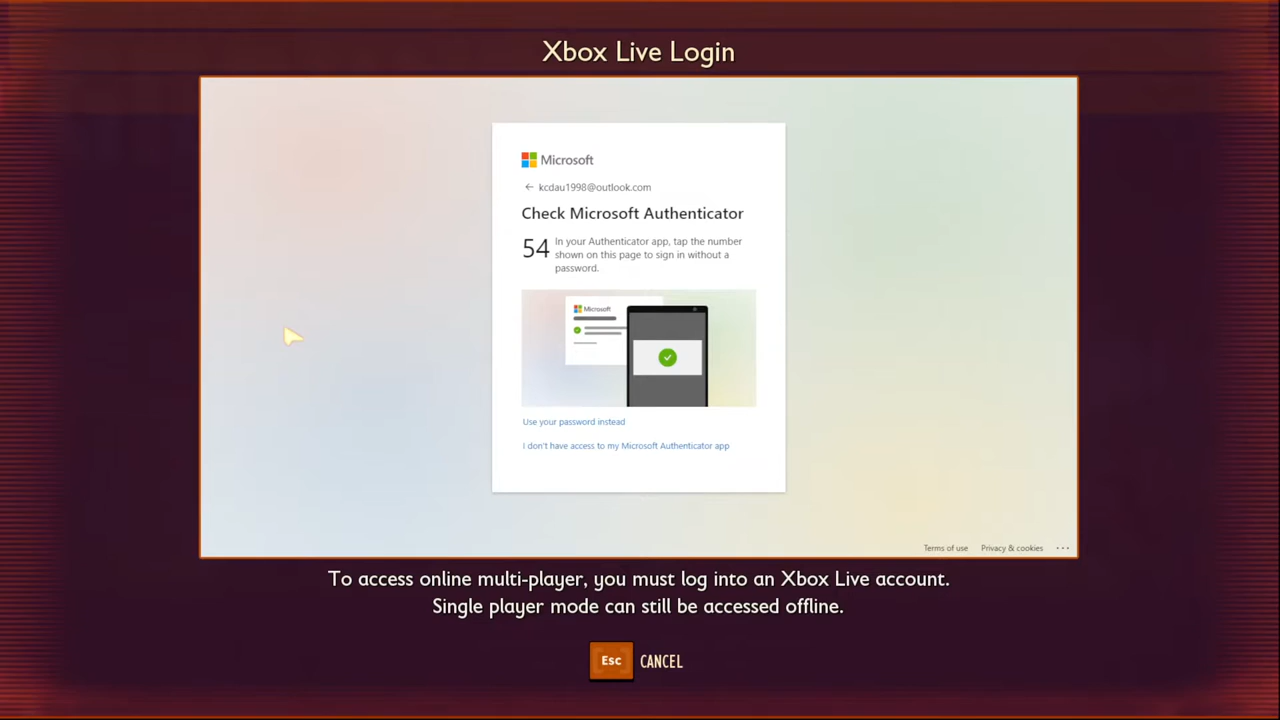 Xbox Live Login
Microsoft
← kcdau1998@outlook.com
Check Microsoft Authenticator
54
In your Authenticator app, tap the number
shown on this page to sign in without a
password.
Microsoft
Use your password instead
I don't have access to my Microsoft Authenticator app
Terms of use Privacy & cookies ···
To access online multi-player, you must log into an Xbox Live account.
Single player mode can still be accessed offline.
Esc CANCEL